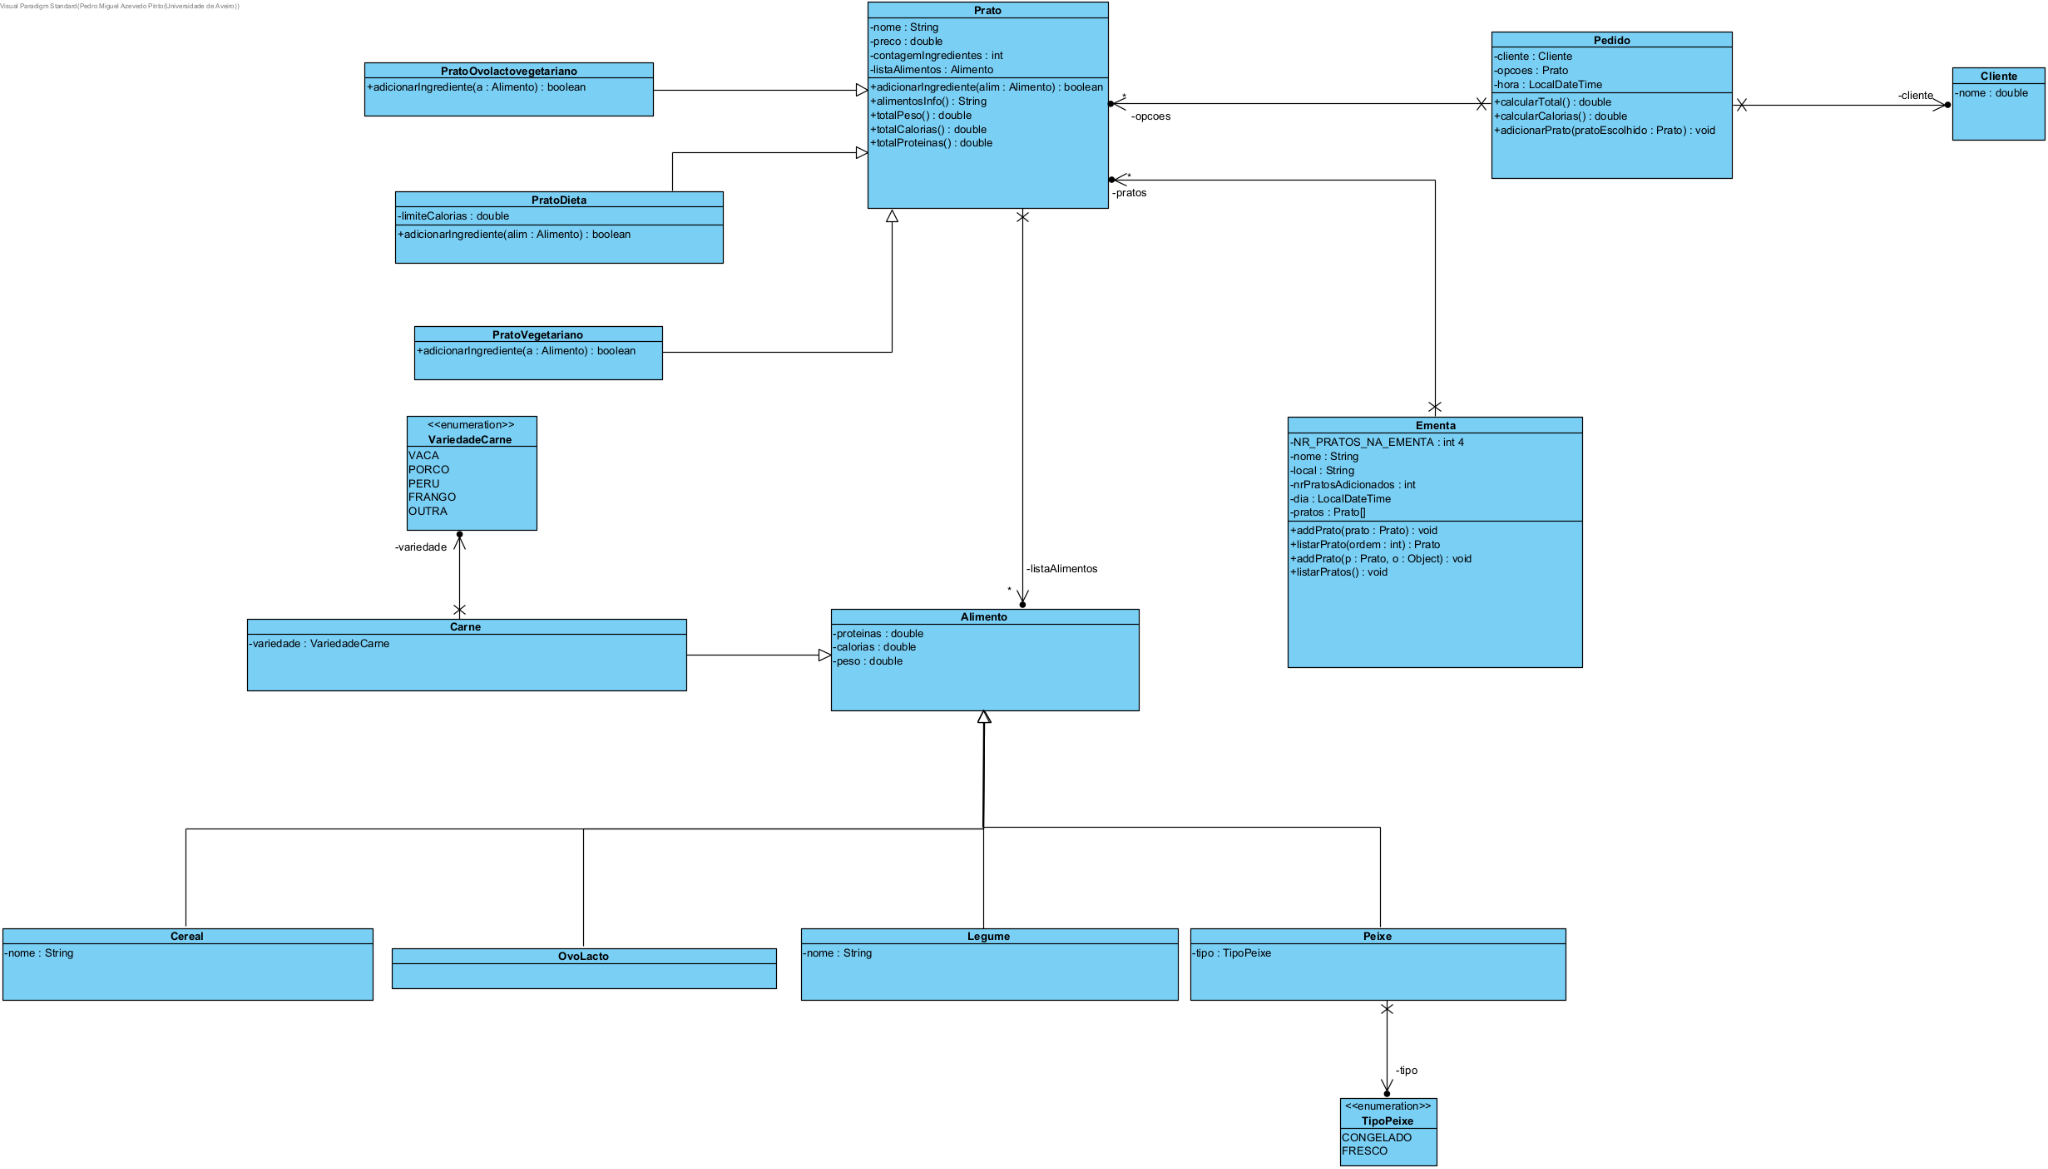 Visual Paradigm Standard(Pedro Miguel Azevedo Pinto(Universidade de Aveiro))
Prato
-nome : String
-preco : double
-contagemIngredientes : int
-listaAlimentos : Alimento
+adicionarIngrediente(alim : Alimento) : boolean
+alimentosInfo() : String
+totalPeso() : double
+totalCalorias() : double
+totalProteinas() : double
Pedido
-cliente : Cliente
-opcoes : Prato
-hora : LocalDateTime
+calcularTotal() : double
+calcularCalorias() : double
+adicionarPrato(pratoEscolhido : Prato) : void
Cliente
-nome : double
-cliente
*
-opcoes
*
-pratos
PratoOvolactovegetariano
+adicionarIngrediente(a : Alimento) : boolean
PratoDieta
-limiteCalorias : double
+adicionarIngrediente(alim : Alimento) : boolean
PratoVegetariano
+adicionarIngrediente(a : Alimento) : boolean
<<enumeration>>
VariedadeCarne
VACA
PORCO
PERU
FRANGO
OUTRA
-variedade
Ementa
-NR_PRATOS_NA_EMENTA : int 4
-nome : String
-local : String
-nrPratosAdicionados : int
-dia : LocalDateTime
-pratos : Prato[]
+addPrato(prato : Prato) : void
+listarPrato(ordem : int) : Prato
+addPrato(p : Prato, o : Object) : void
+listarPratos() : void
-listaAlimentos
*
Carne
-variedade : VariedadeCarne
Alimento
-proteinas : double
-calorias : double
-peso : double
Cereal
-nome : String
OvoLacto
Legume
-nome : String
Peixe
-tipo : TipoPeixe
-tipo
<<enumeration>>
TipoPeixe
CONGELADO
FRESCO